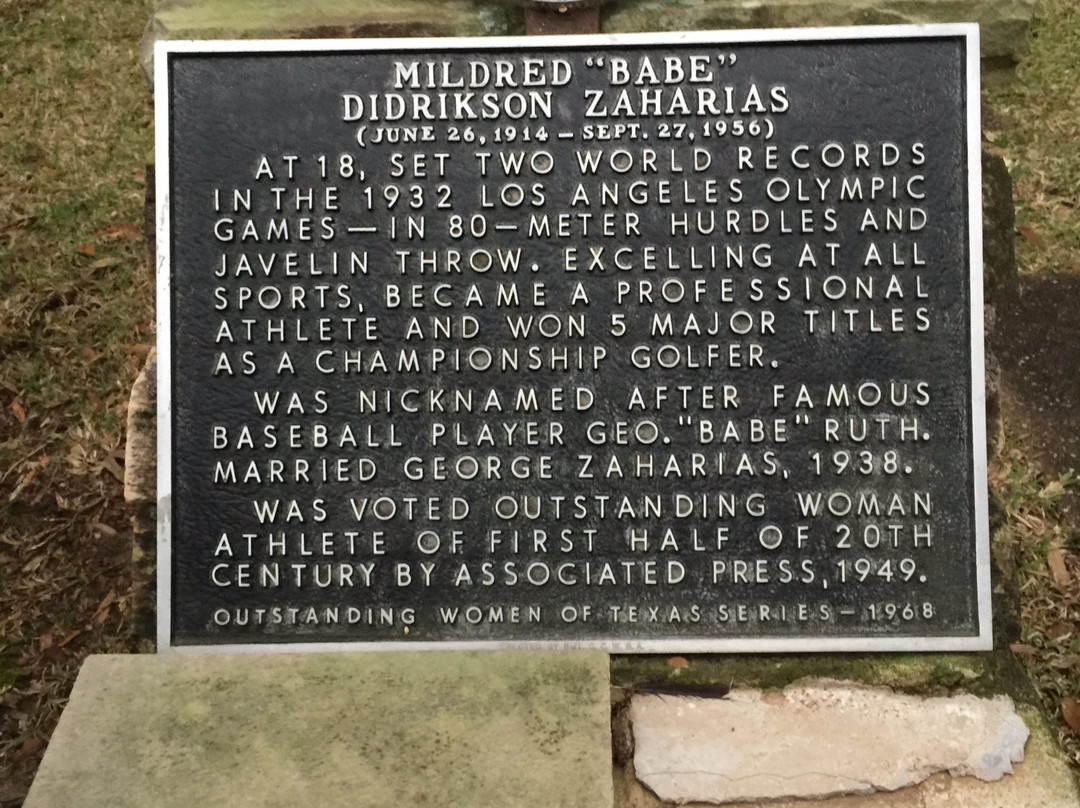 MILDRED "BABE"
DIDRIKSON ZAHARIAS
(JUNE 26, 1914 – SEPT. 27, 1956)
AT 18, SET TWO WORLD RECORDS
IN THE 1932 LOS ANGELES OLYMPIC
GAMES — IN 80–METER HURDLES AND
JAVELIN THROW. EXCELLING AT ALL
SPORTS, BECAME A PROFESSIONAL
ATHLETE AND WON 5 MAJOR TITLES
AS A CHAMPIONSHIP GOLFER.
WAS NICKNAMED AFTER FAMOUS
BASEBALL PLAYER GEO. "BABE" RUTH.
MARRIED GEORGE ZAHARIAS, 1938.
WAS VOTED OUTSTANDING WOMAN
ATHLETE OF FIRST HALF OF 20TH
CENTURY BY ASSOCIATED PRESS, 1949.
OUTSTANDING WOMEN OF TEXAS SERIES – 1968